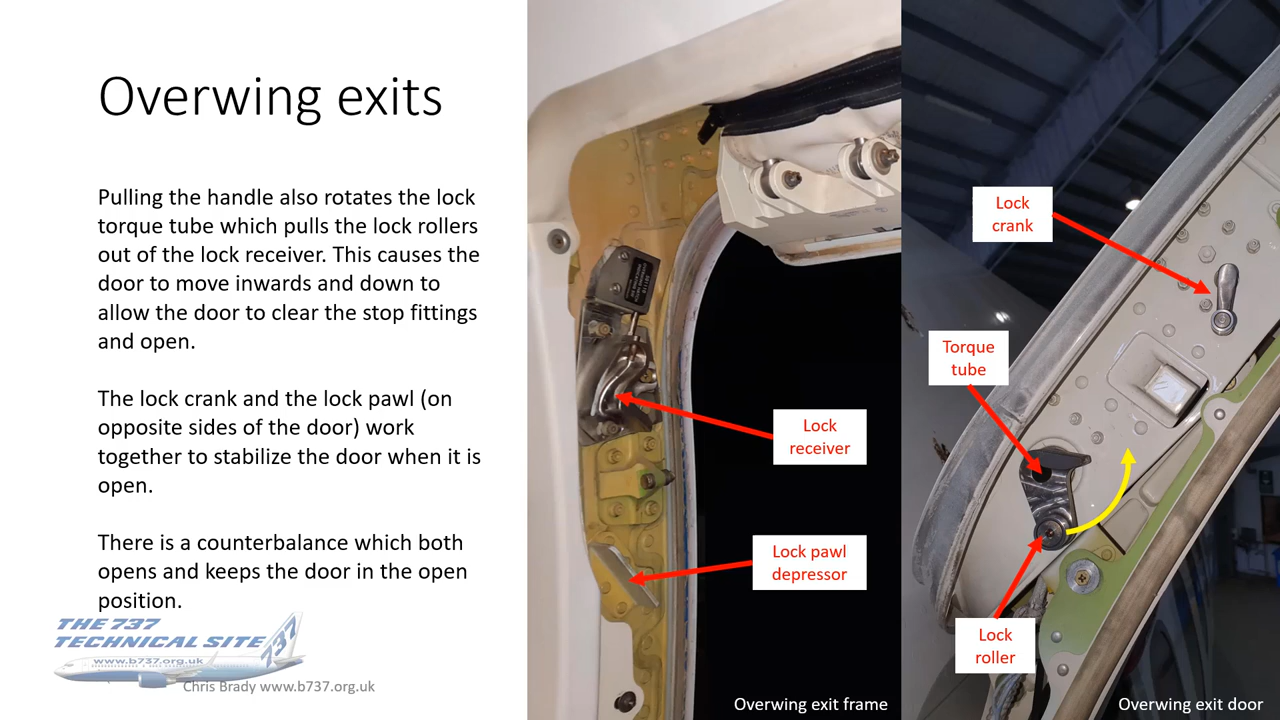 Overwing exits
Pulling the handle also rotates the lock
torque tube which pulls the lock rollers
out of the lock receiver. This causes the
door to move inwards and down to
allow the door to clear the stop fittings
and open.
The lock crank and the lock pawl (on
opposite sides of the door) work
together to stabilize the door when it is
open.
There is a counterbalance which both
opens and keeps the door in the open
position.
THE 737
TECHNICAL SITE
737
www.b737.org.uk
Chris Brady www.b737.org.uk
Lock
receiver
Lock pawl
depressor
Overwing exit frame
Lock
crank
Torque
tube
Lock
roller
Overwing exit door